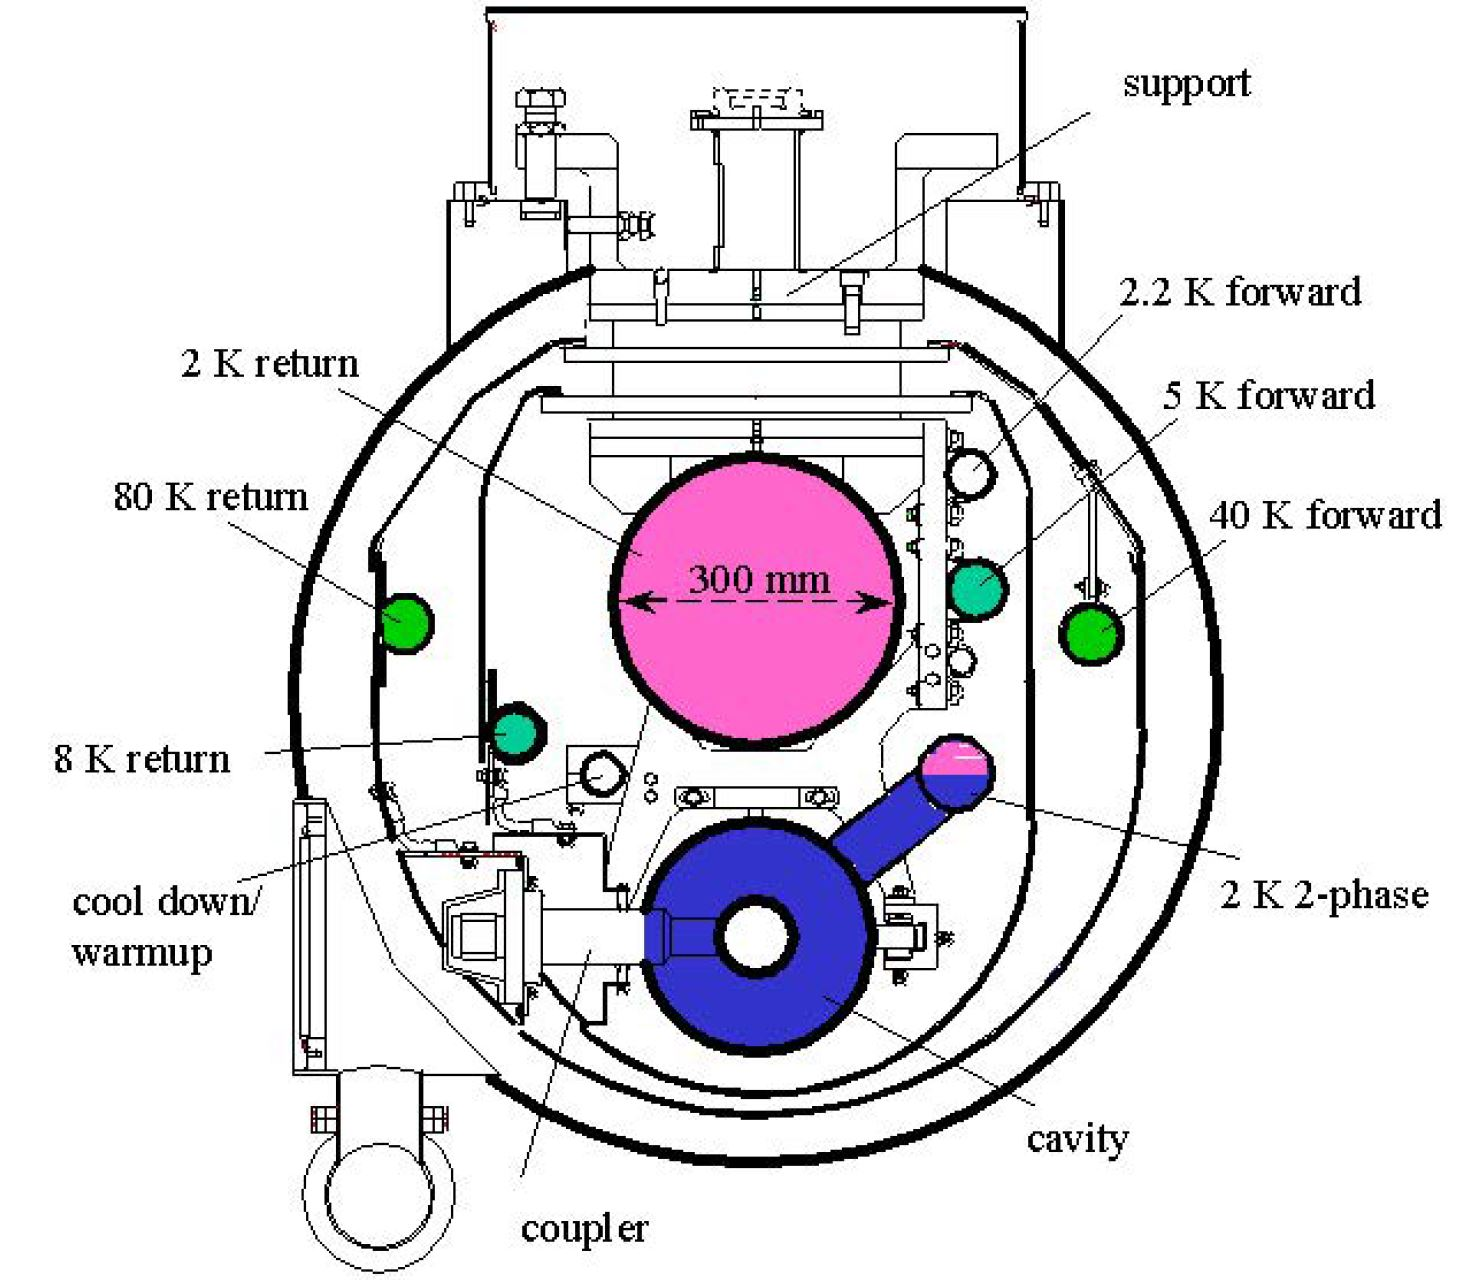 support
2.2 K forward
2 K return
5 K forward
80 K return
40 K forward
300 mm
8 K return
cool down/
warmup
2 K 2-phase
cavity
coupler